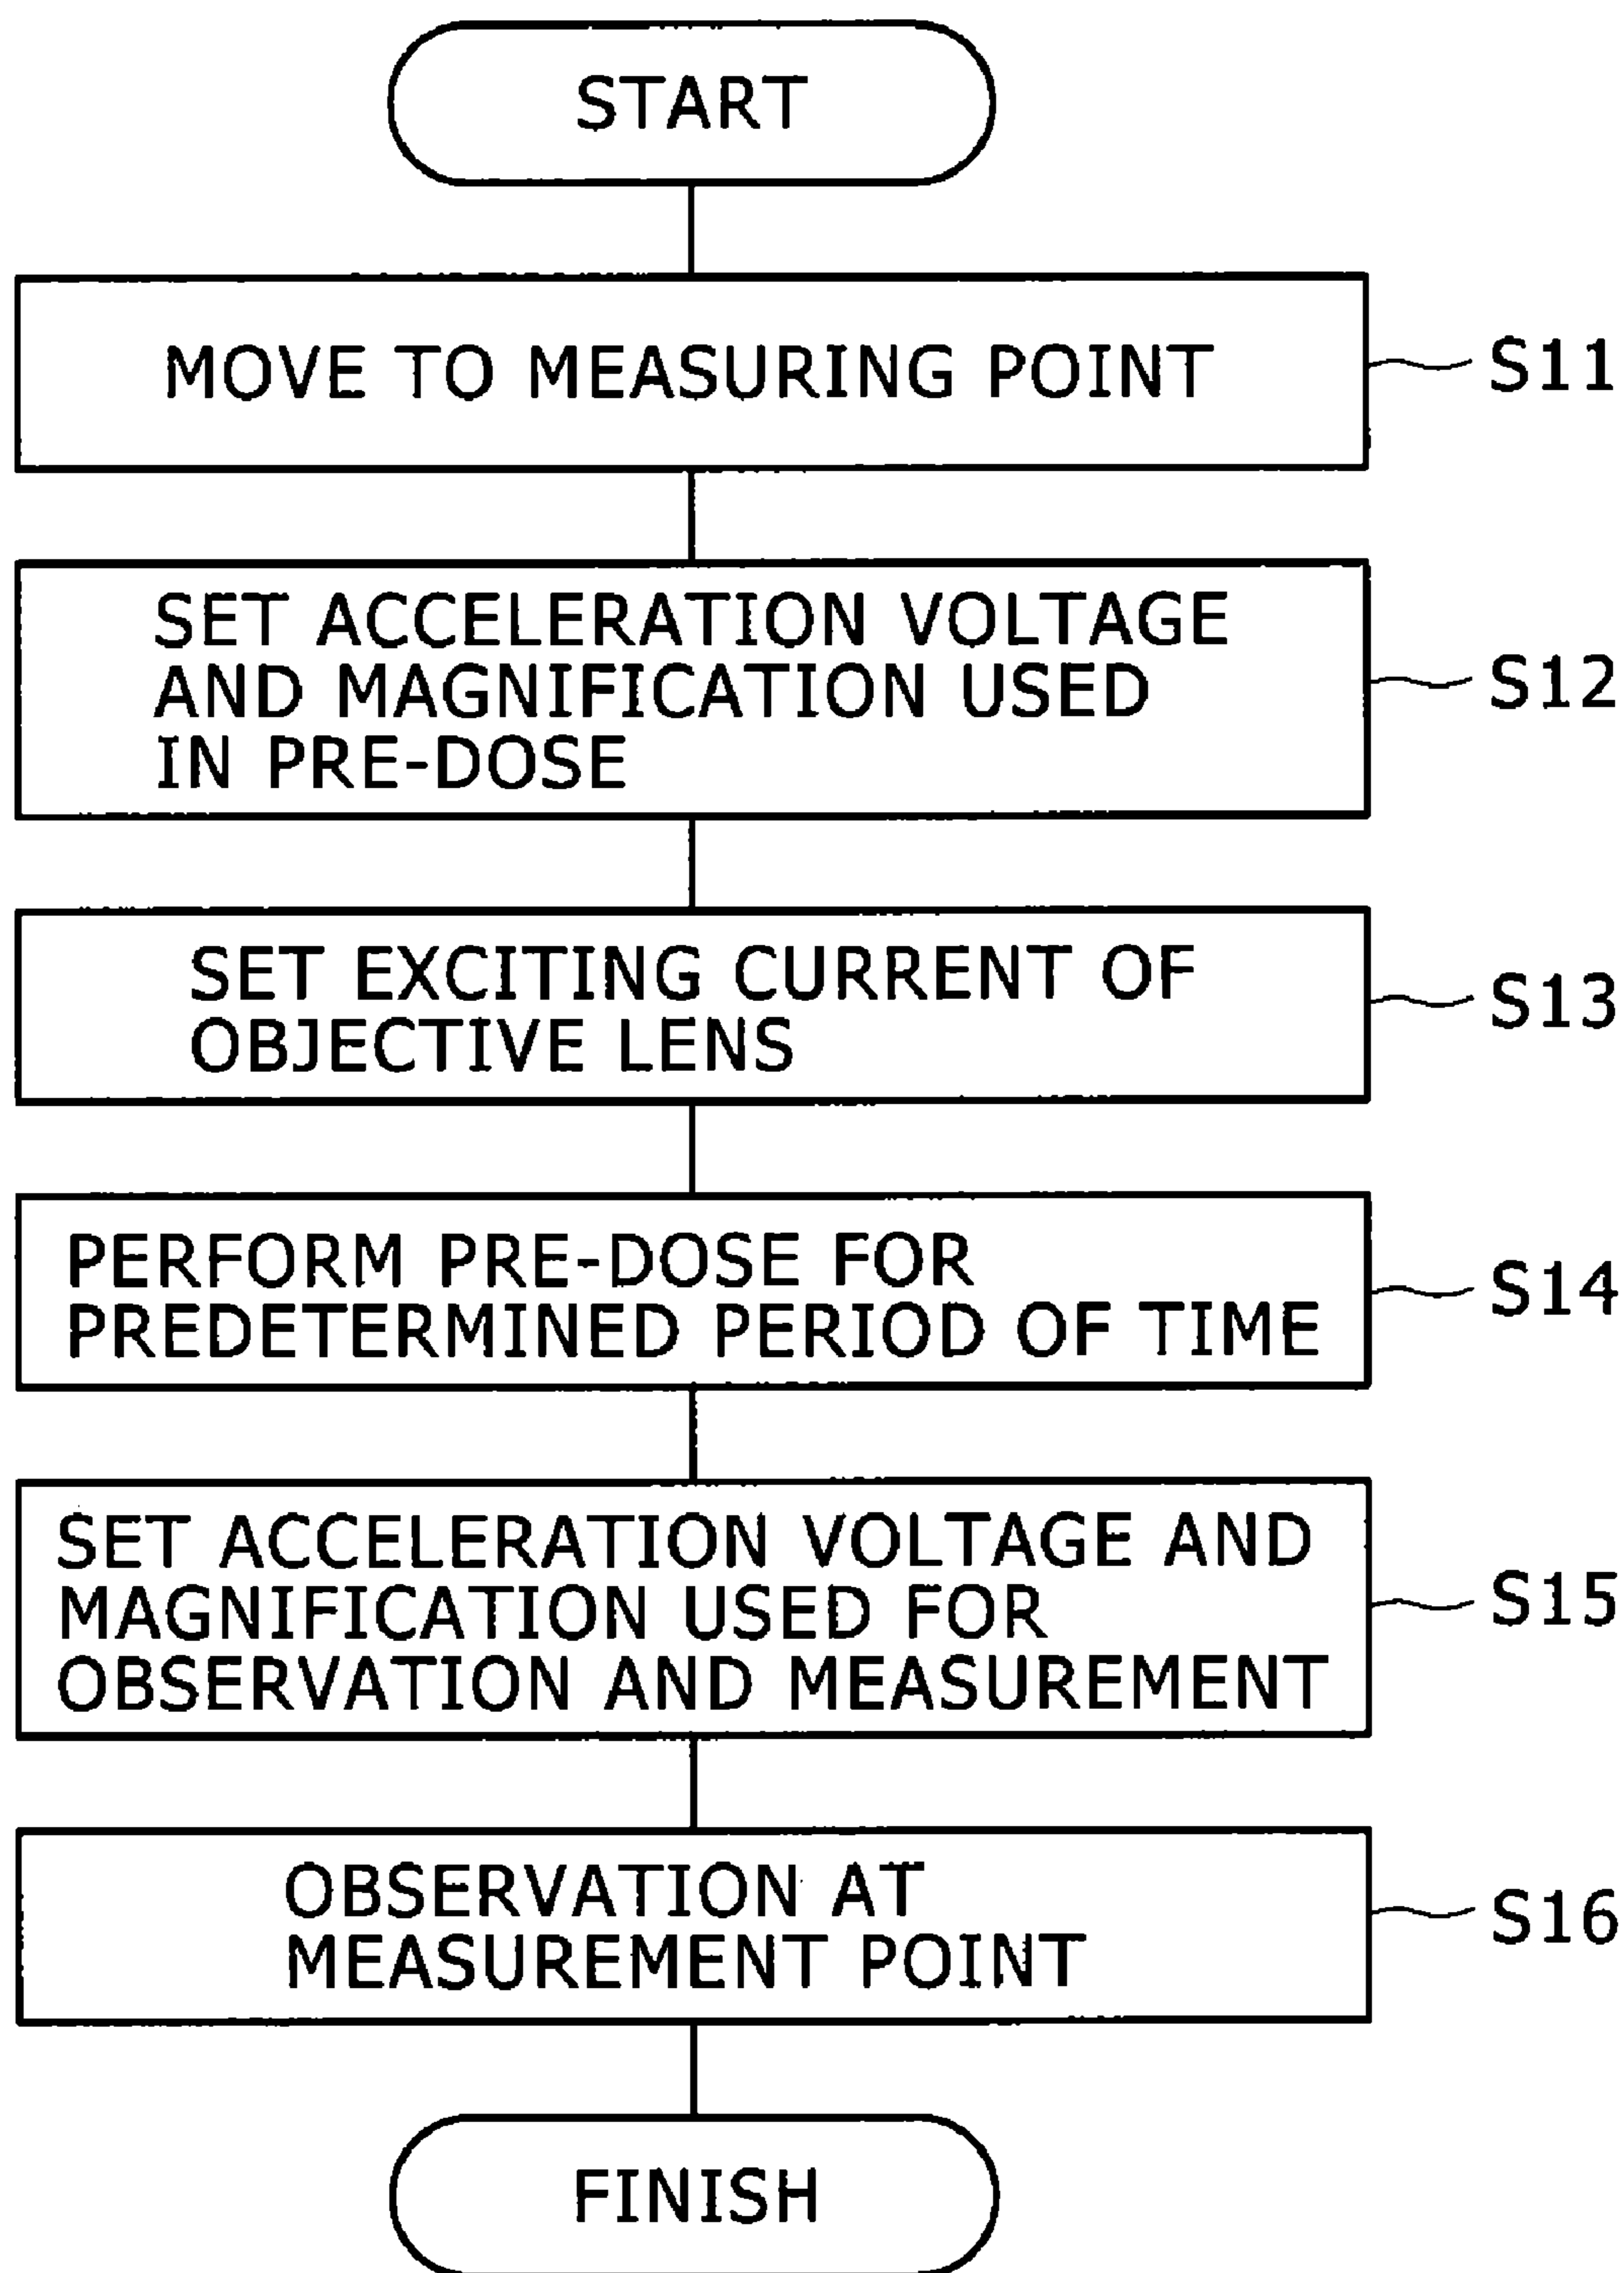 START
MOVE TO MEASURING POINT
S11
SET ACCELERATION VOLTAGE
AND MAGNIFICATION USED
IN PRE-DOSE
S12
SET EXCITING CURRENT OF
OBJECTIVE LENS
S13
PERFORM PRE-DOSE FOR
PREDETERMINED PERIOD OF TIME
S14
SET ACCELERATION VOLTAGE AND
MAGNIFICATION USED FOR
OBSERVATION AND MEASUREMENT
S15
OBSERVATION AT
MEASUREMENT POINT
S16
FINISH